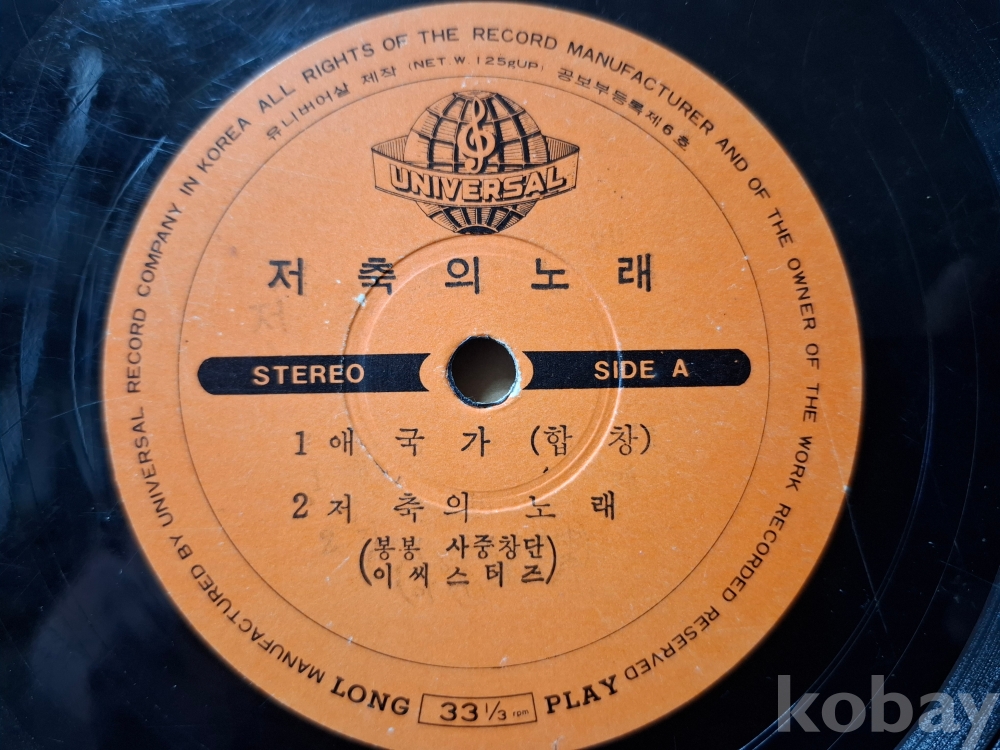 MANUFACTURED BY UNIVERSAL RECORD COMPANY IN KOREA ALL RIGHTS OF THE RECORD MANUFACTURER AND OF THE OWNER OF THE WORK RECORDED RESERVED
유니버어살 제작 (NET.W.125gUP) 공보부등록제6호
UNIVERSAL
저 축 의 노 래
STEREO SIDE A
1 애 국 가 (합 창)
2 저 축 의 노 래
(봉봉 사중창단
이 씨 스 터 즈)
LONG 33 1/3 rpm PLAY
kobay